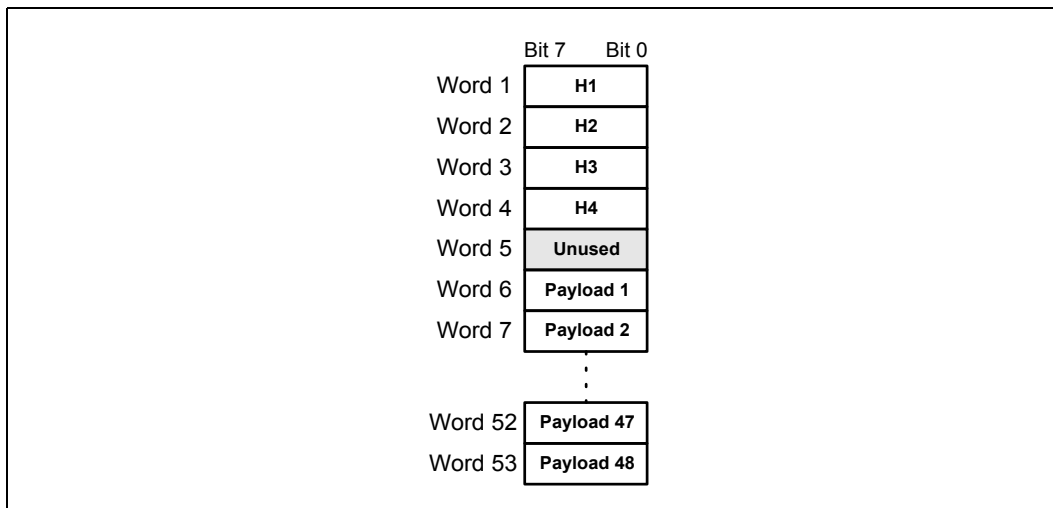 Bit 7 Bit 0
Word 1 H1
Word 2 H2
Word 3 H3
Word 4 H4
Word 5 Unused
Word 6 Payload 1
Word 7 Payload 2
Word 52 Payload 47
Word 53 Payload 48